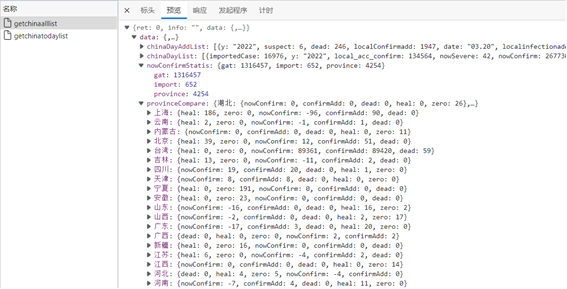 名称
getchinaalllist
getchinatodaylist
× 标头 预览 响应 发起程序 计时
▼ {ret: 0, info: "", data: {,…}}
▼ data: {,…}
▶ chinaDayAddList: [{y: "2022", suspect: 6, dead: 246, localConfirmadd: 1947, date: "03.20", localinfectionadd
▶ chinaDayList: [{importedCase: 16976, y: "2022", local_acc_confirm: 134564, nowSevere: 42, nowConfirm: 267730
▼ nowConfirmStatis: {gat: 1316457, import: 652, province: 4254}
gat: 1316457
import: 652
province: 4254
▼ provinceCompare: {湖北: {nowConfirm: 0, confirmAdd: 0, dead: 0, heal: 0, zero: 26},…}
▶ 上海: {heal: 186, zero: 0, nowConfirm: -96, confirmAdd: 90, dead: 0}
▶ 云南: {heal: 2, zero: 0, nowConfirm: -1, confirmAdd: 1, dead: 0}
▶ 内蒙古: {nowConfirm: 0, confirmAdd: 0, dead: 0, heal: 0, zero: 11}
▶ 北京: {heal: 39, zero: 0, nowConfirm: 12, confirmAdd: 51, dead: 0}
▶ 台湾: {heal: 0, zero: 0, nowConfirm: 89361, confirmAdd: 89420, dead: 59}
▶ 吉林: {heal: 13, zero: 0, nowConfirm: -11, confirmAdd: 2, dead: 0}
▶ 四川: {nowConfirm: 19, confirmAdd: 20, dead: 0, heal: 1, zero: 0}
▶ 天津: {nowConfirm: 8, confirmAdd: 8, dead: 0, heal: 0, zero: 0}
▶ 宁夏: {heal: 0, zero: 191, nowConfirm: 0, confirmAdd: 0, dead: 0}
▶ 安徽: {heal: 0, zero: 23, nowConfirm: 0, confirmAdd: 0, dead: 0}
▶ 山东: {nowConfirm: -16, confirmAdd: 0, dead: 0, heal: 16, zero: 2}
▶ 山西: {nowConfirm: -2, confirmAdd: 0, dead: 0, heal: 2, zero: 17}
▶ 广东: {nowConfirm: -17, confirmAdd: 3, dead: 0, heal: 20, zero: 0}
▶ 广西: {dead: 0, heal: 0, zero: 0, nowConfirm: 2, confirmAdd: 2}
▶ 新疆: {heal: 0, zero: 16, nowConfirm: 0, confirmAdd: 0, dead: 0}
▶ 江苏: {heal: 6, zero: 0, nowConfirm: -4, confirmAdd: 2, dead: 0}
▶ 江西: {nowConfirm: 0, confirmAdd: 0, dead: 0, heal: 0, zero: 14}
▶ 河北: {dead: 0, heal: 4, zero: 5, nowConfirm: -4, confirmAdd: 0}
▶ 河南: {nowConfirm: -7, confirmAdd: 4, dead: 0, heal: 11, zero: 0}